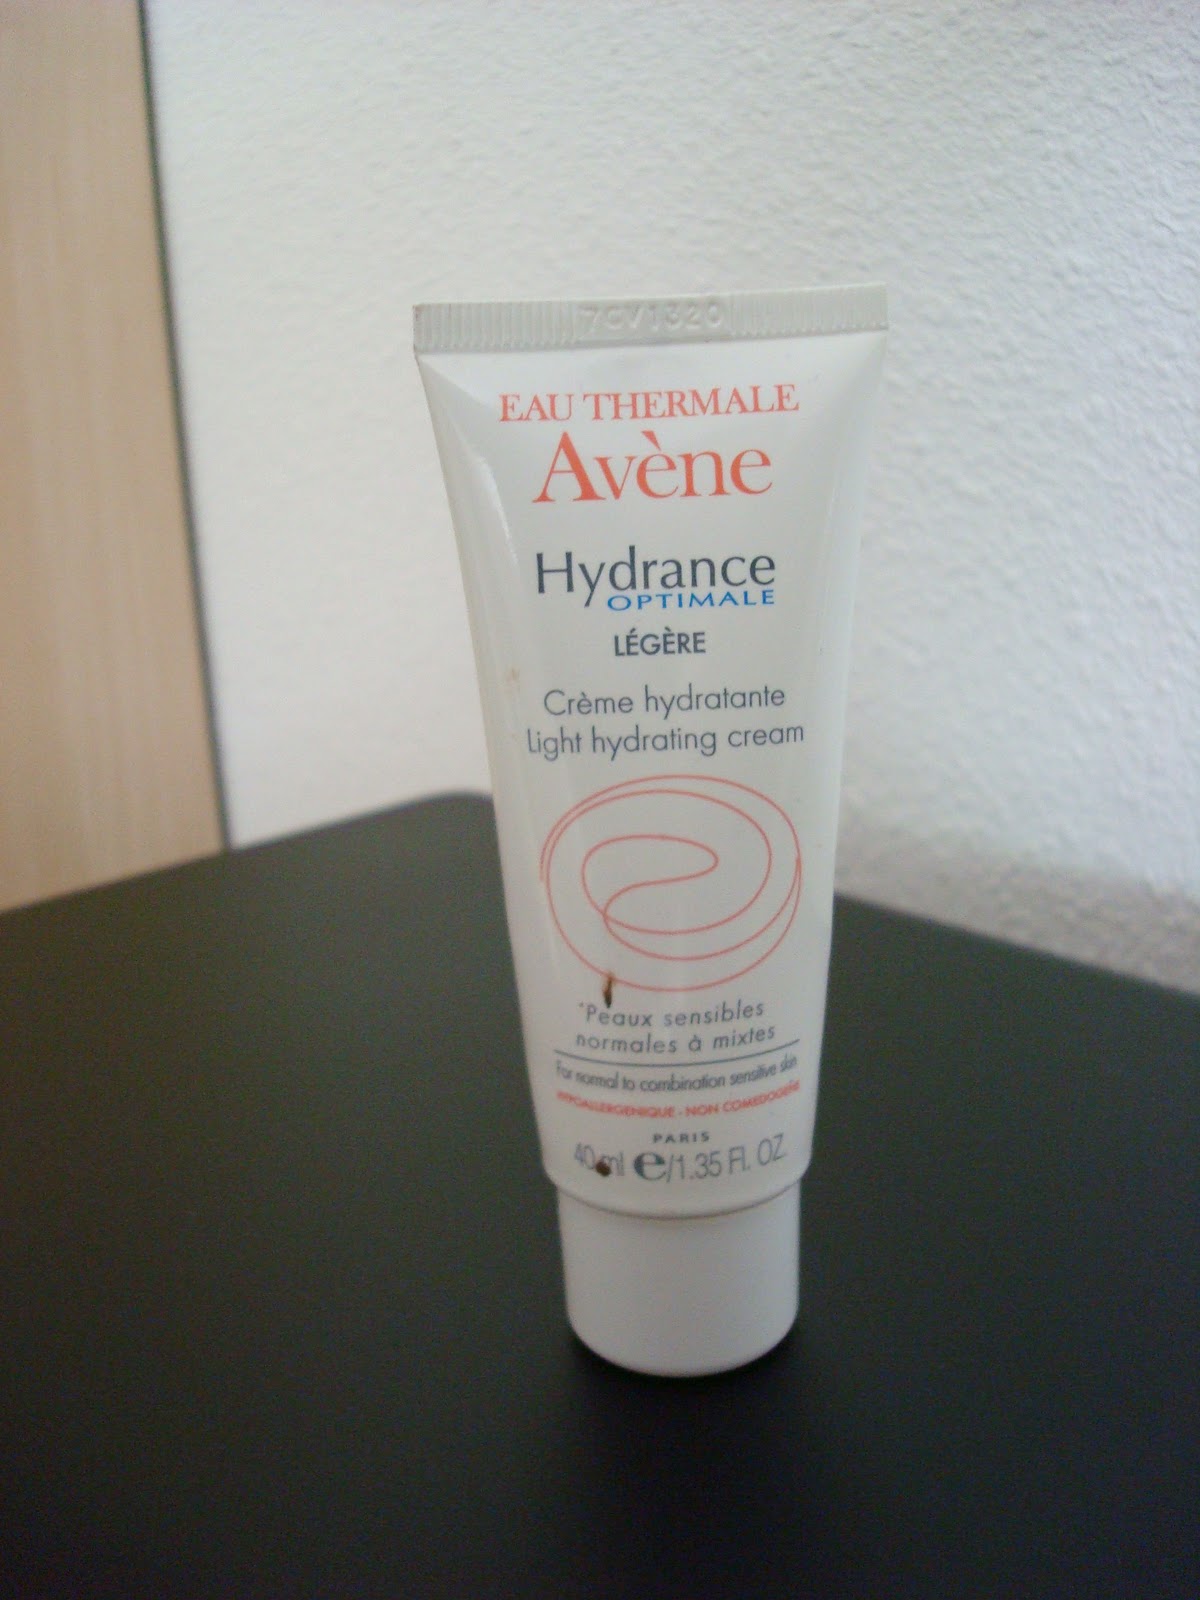 7CV1320
EAU THERMALE
Avène
Hydrance
OPTIMALE
LÉGÈRE
Crème hydratante
Light hydrating cream
*Peaux sensibles
normales à mixtes
For normal to combination sensitive skin
HYPOALLERGENIQUE - NON COMEDOGÈNE
PARIS
40 ml e/1.35 Fl. OZ.